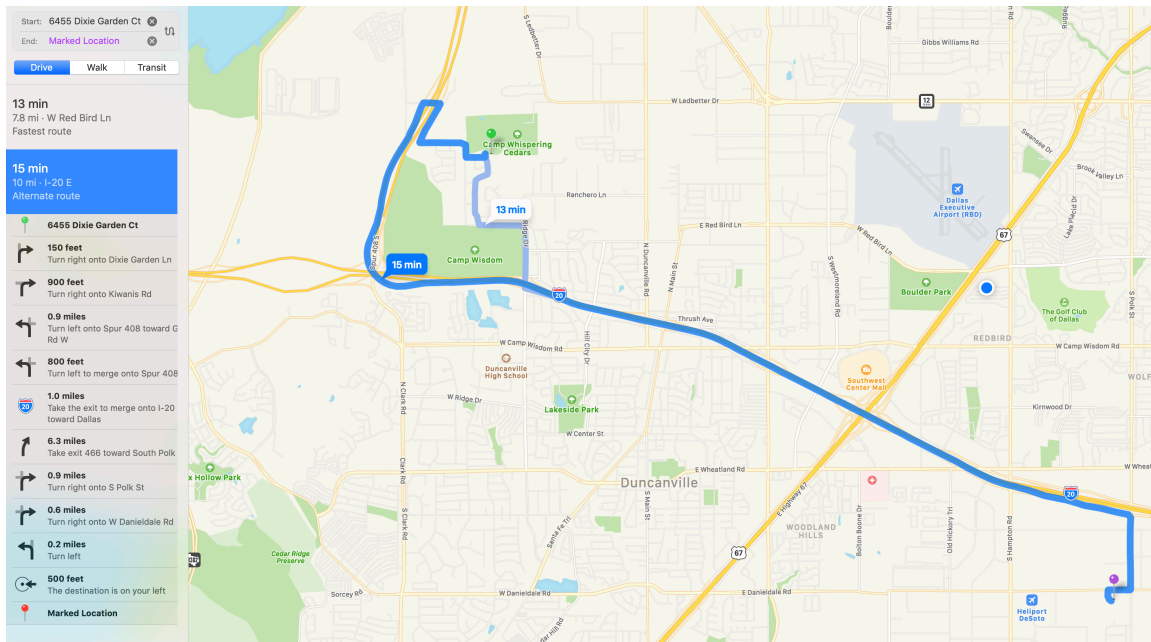 Start: 6455 Dixie Garden Ct
End: Marked Location
Drive
Walk
Transit
13 min
7.8 mi · W Red Bird Ln
Fastest route
15 min
10 mi · I-20 E
Alternate route
6455 Dixie Garden Ct
150 feet
Turn right onto Dixie Garden Ln
900 feet
Turn right onto Kiwanis Rd
0.9 miles
Turn left onto Spur 408 toward G
Rd W
800 feet
Turn left to merge onto Spur 408
20
1.0 miles
Take the exit to merge onto I-20
toward Dallas
6.3 miles
Take exit 466 toward South Polk
0.9 miles
Turn right onto S Polk St
0.6 miles
Turn right onto W Danieldale Rd
0.2 miles
Turn left
500 feet
The destination is on your left
Marked Location
S Ledbetter Dr
Gibbs Williams Rd
W Ledbetter Dr
12
Swansee Dr
Camp Whispering
Cedars
Brook Valley Ln
Ranchero Ln
Dallas
Executive
Airport (RBD)
Lake Placid Dr
13 min
Ridge Dr
E Red Bird Ln
W Red Bird Ln
67
Spur 408 S
Camp Wisdom
15 min
N Duncanville Rd
N Main St
S Westmoreland Rd
Boulder Park
The Golf Club
of Dallas
S Polk St
20
Thrush Ave
REDBIRD
Hill City Dr
W Camp Wisdom Rd
W Camp Wisdom Rd
Duncanville
High School
Southwest
Center Mall
WOLF
N Clark Rd
W Ridge Dr
Lakeside Park
Kirnwood Dr
W Center St
Clark Rd
x Hollow Park
E Wheatland Rd
W Wheat
Duncanville
20
S Main St
E Highway 67
S Clark Rd
Santa Fe Trl
WOODLAND
HILLS
Bolton Boone Dr
Old Hickory Trl
S Hampton Rd
Cedar Ridge
Preserve
67
Sorcey Rd
W Danieldale Rd
E Danieldale Rd
Heliport
DeSoto